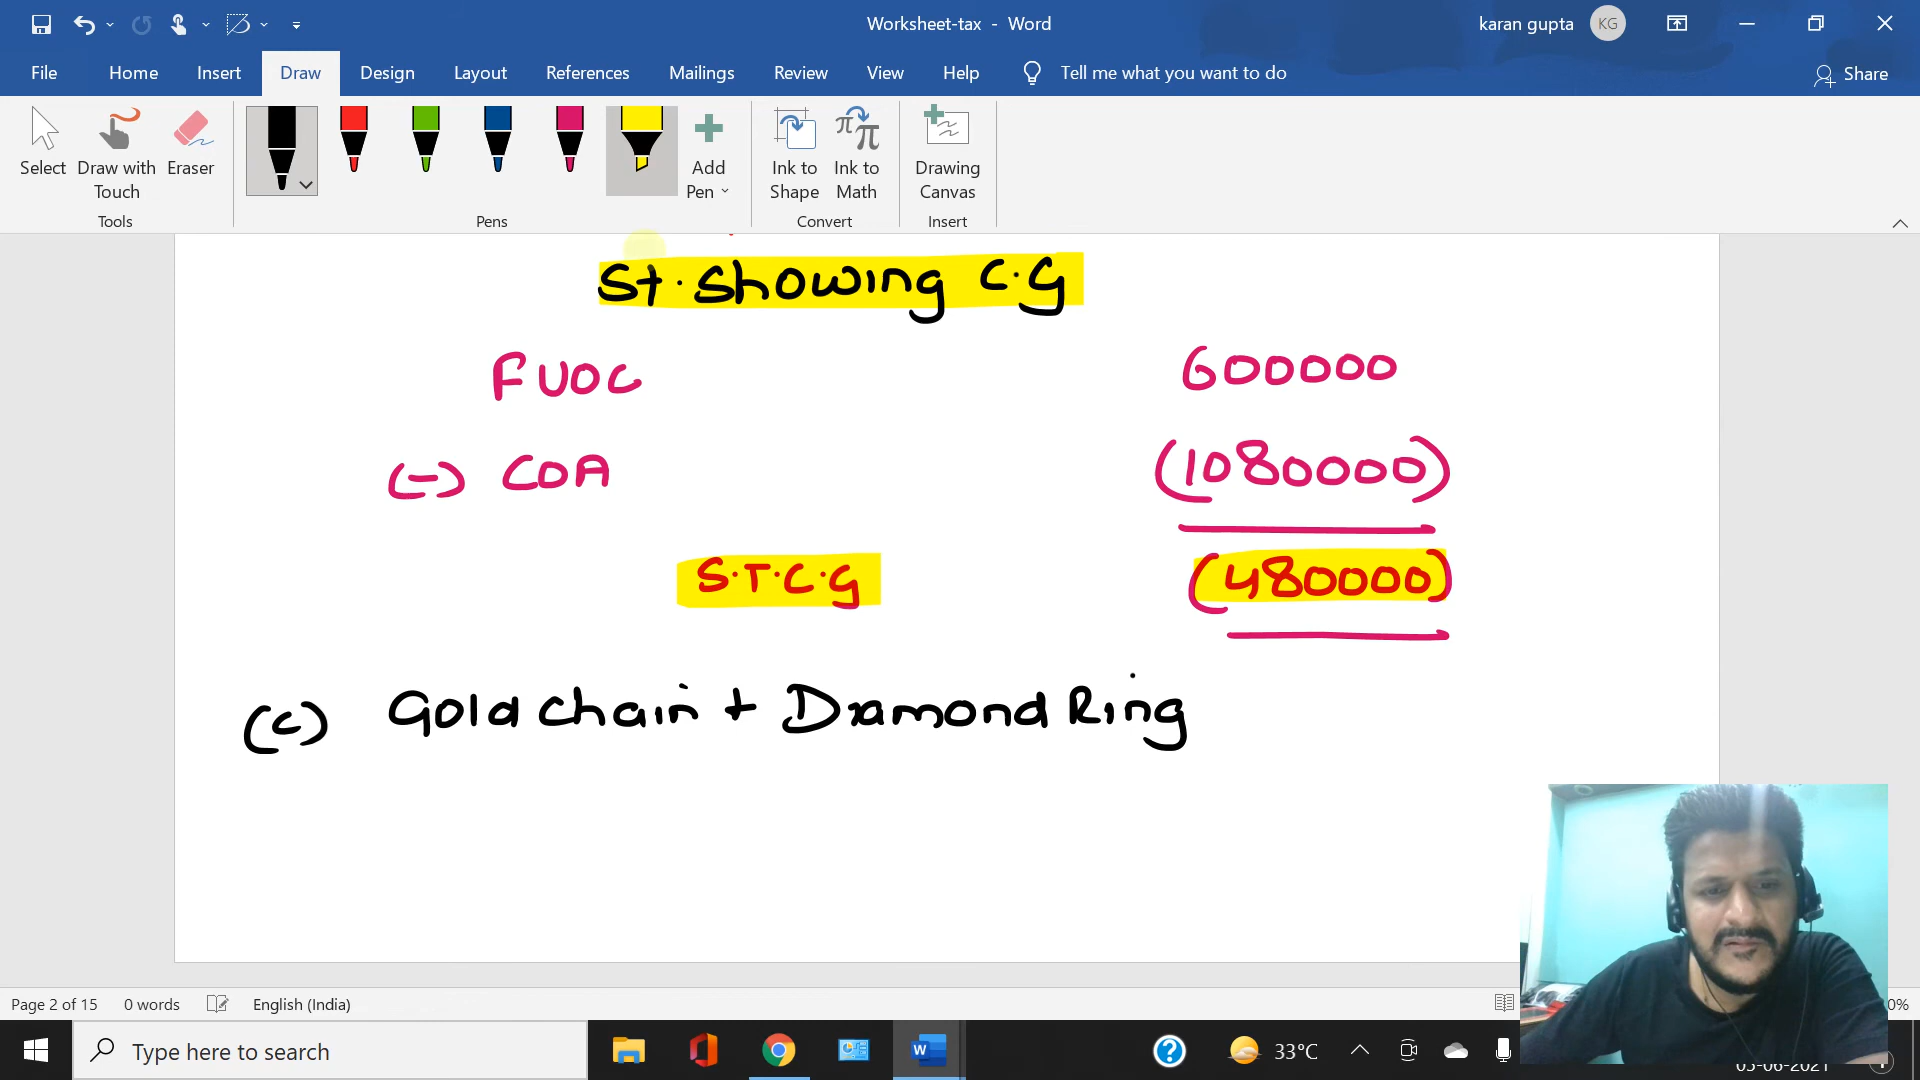 Worksheet-tax - Word
karan gupta KG
File Home Insert Draw Design Layout References Mailings Review View Help Tell me what you want to do Share
Select Draw with Touch Eraser Add Pen Ink to Shape Ink to Math Drawing Canvas
Tools Pens Convert Insert
St. Showing C.G
FVOC 600000
(-) COA (1080000)
S.T.C.G (480000)
(C) Gold chain + Diamond Ring
Page 2 of 15 0 words English (India) 0%
Type here to search 33°C